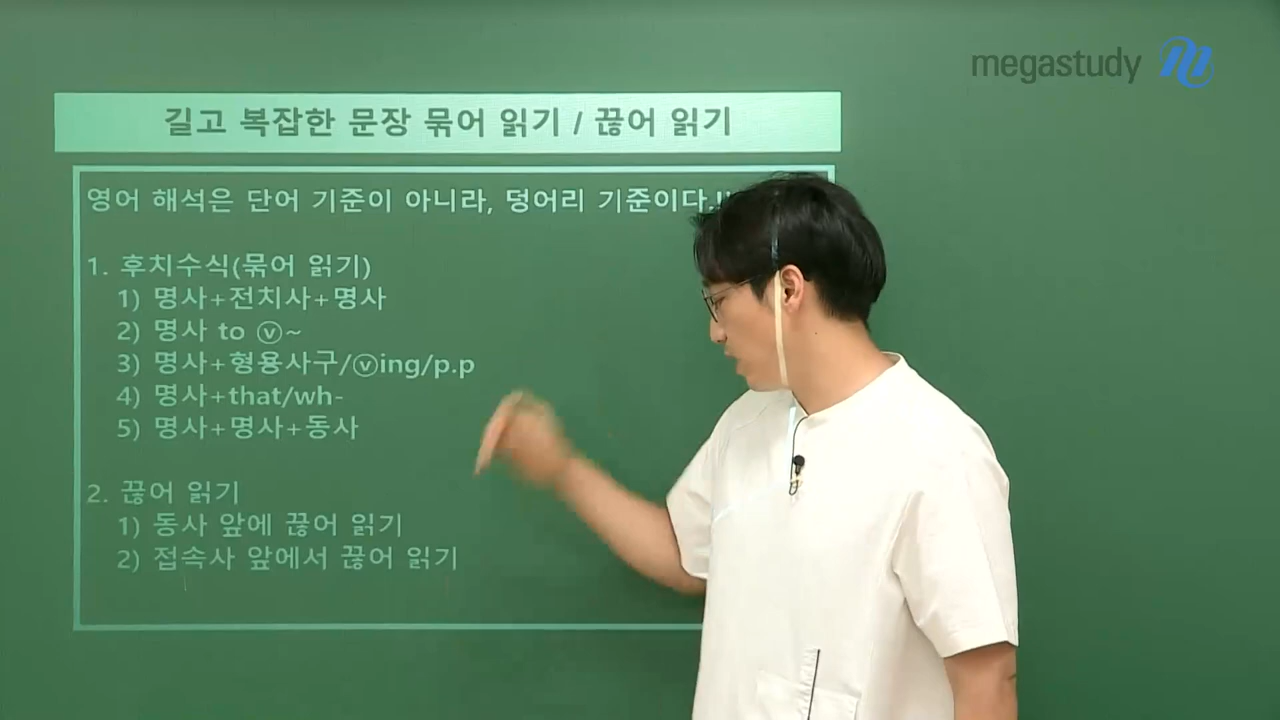 megastudy
길고 복잡한 문장 묶어 읽기 / 끊어 읽기
영어 해석은 단어 기준이 아니라, 덩어리 기준이다.!!
1. 후치수식(묶어 읽기)
1) 명사+전치사+명사
2) 명사 to ⓥ~
3) 명사+형용사구/ⓥing/p.p
4) 명사+that/wh-
5) 명사+명사+동사
2. 끊어 읽기
1) 동사 앞에 끊어 읽기
2) 접속사 앞에서 끊어 읽기